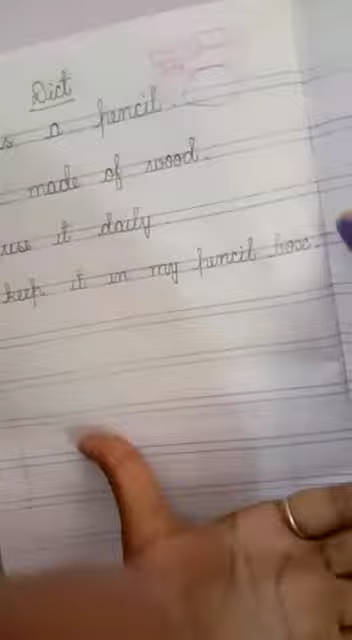 Dict
s a pencil.
made of wood.
use it daily
keep it in my pencil box.